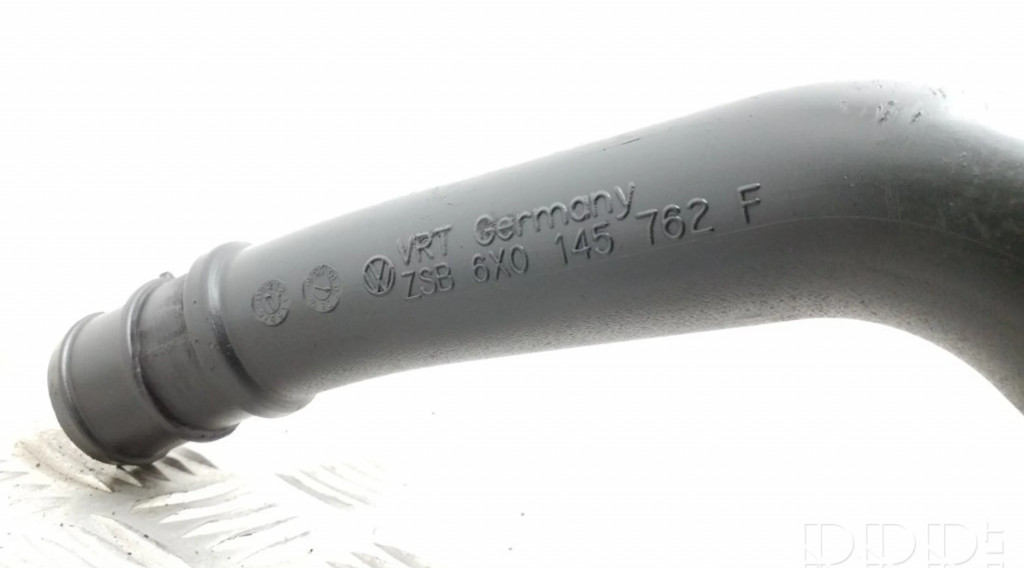 VRT Germany
ZSB 6X0 145 762 F